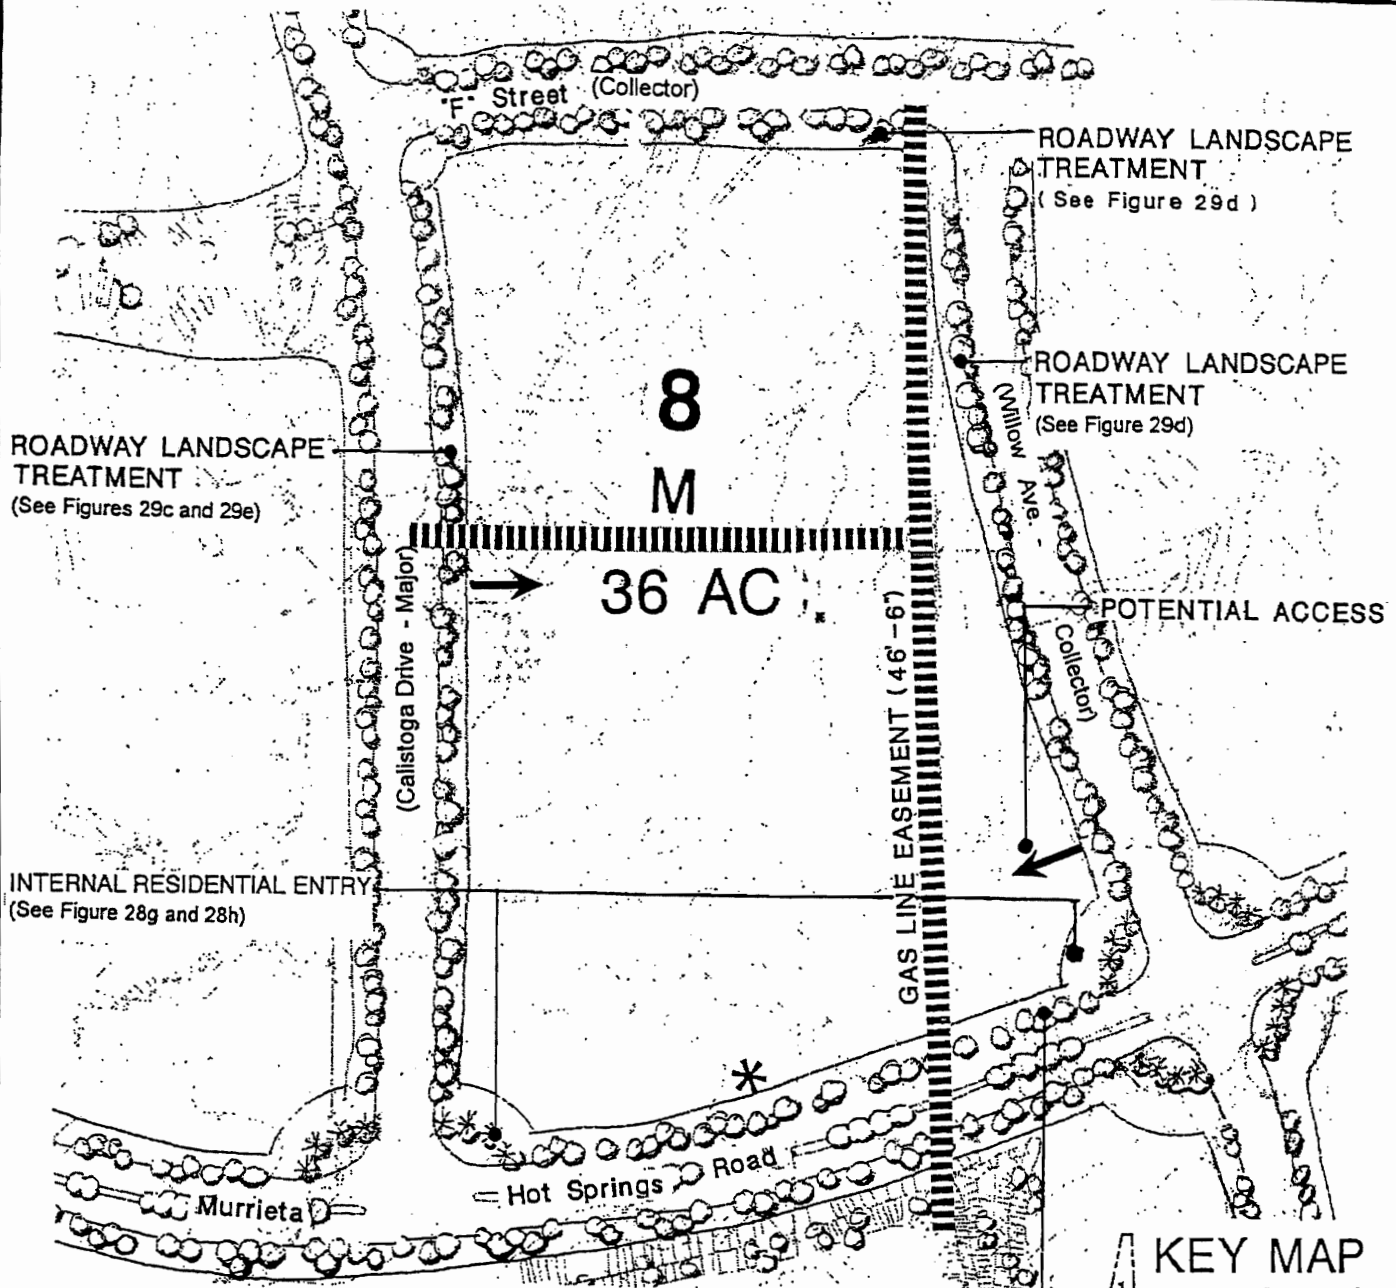 "F" Street (Collector)
ROADWAY LANDSCAPE
TREATMENT
( See Figure 29d )
ROADWAY LANDSCAPE
TREATMENT
(See Figure 29d)
(Willow Ave. -
Collector)
8
M
36 AC
ROADWAY LANDSCAPE
TREATMENT
(See Figures 29c and 29e)
(Calistoga Drive - Major)
POTENTIAL ACCESS
GAS LINE EASEMENT (46'-6")
INTERNAL RESIDENTIAL ENTRY
(See Figure 28g and 28h)
*
Murrieta Hot Springs Road
KEY MAP